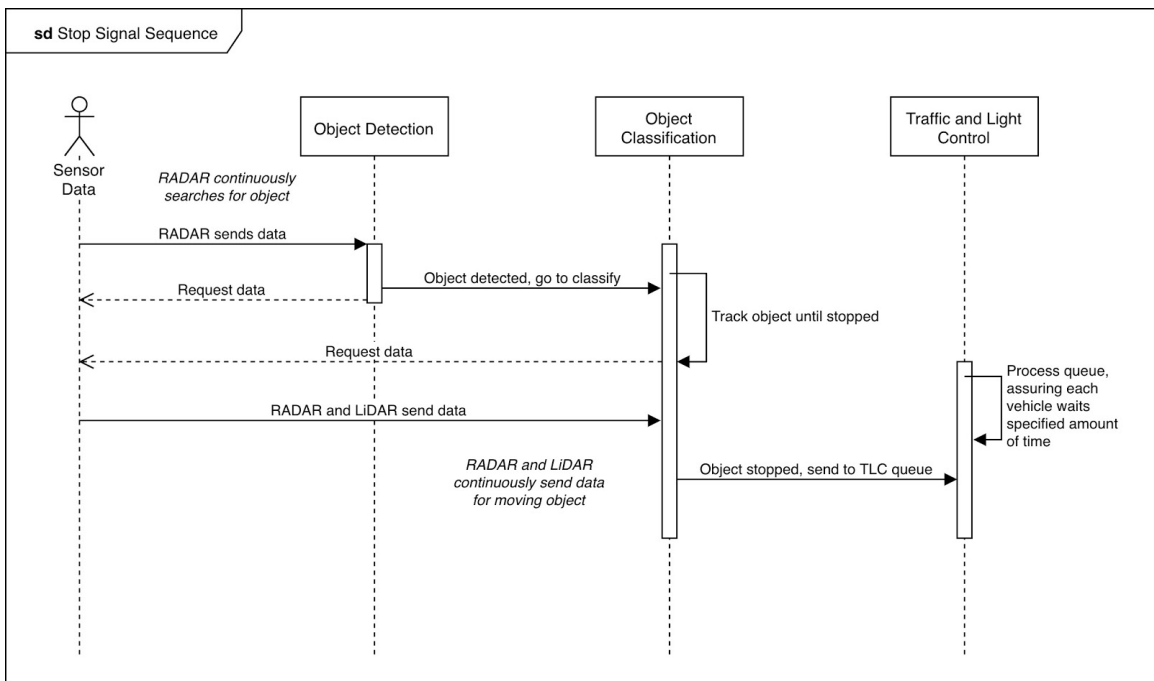 sd Stop Signal Sequence
Sensor
Data
Object Detection
Object
Classification
Traffic and Light
Control
RADAR continuously
searches for object
RADAR sends data
Object detected, go to classify
Request data
Track object until stopped
Request data
Process queue,
assuring each
vehicle waits
specified amount
of time
RADAR and LiDAR send data
RADAR and LiDAR
continuously send data
for moving object
Object stopped, send to TLC queue